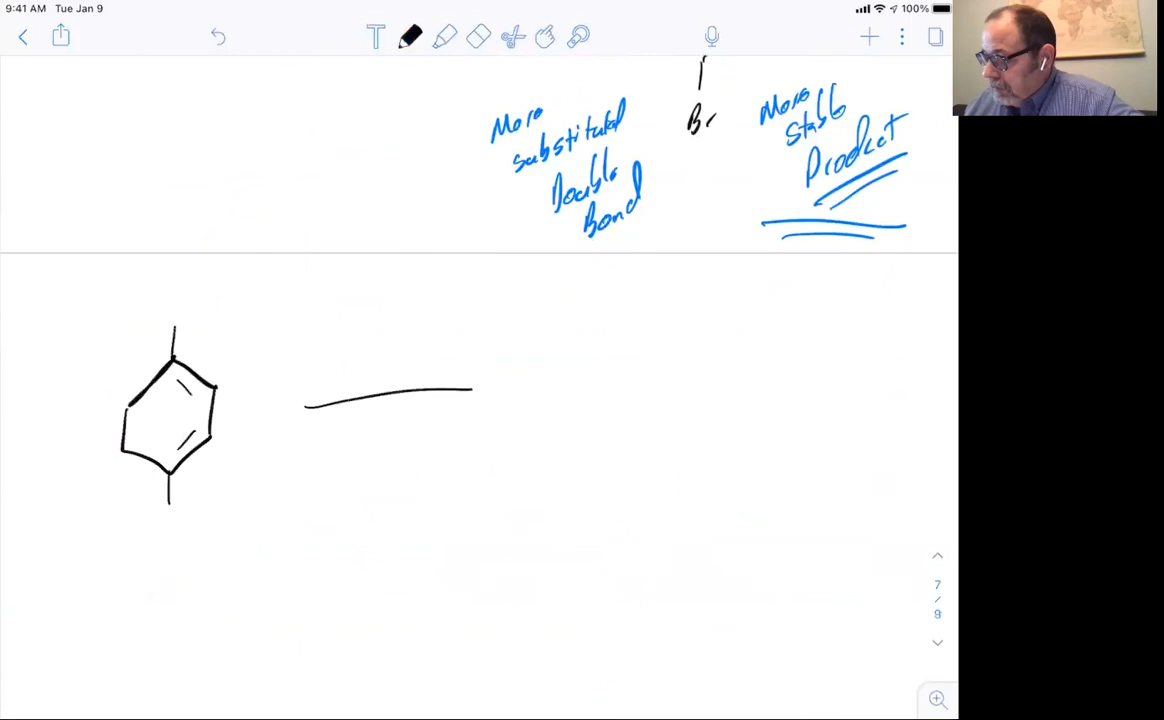 9:41 AM Tue Jan 9
100%
T
Br
More
substituted
Double
Bond
More
Stable
Product
7
/
9